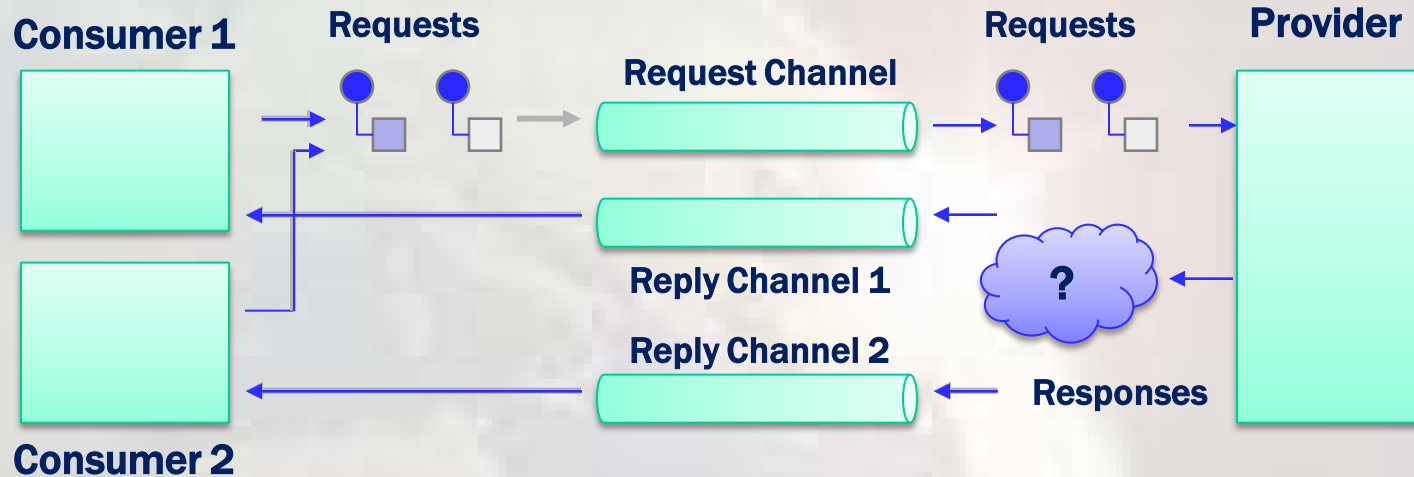 Consumer 1
Requests
Requests
Provider
Request Channel
Reply Channel 1
?
Reply Channel 2
Responses
Consumer 2